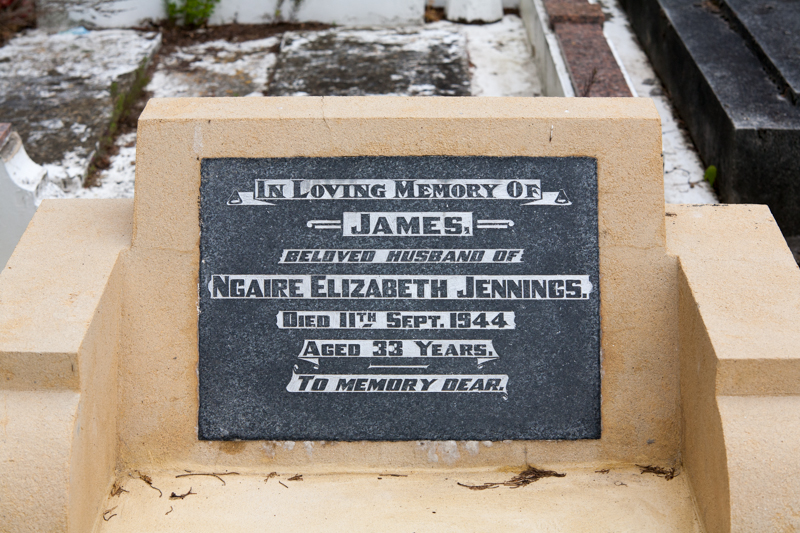 In Loving Memory Of
James,
Beloved Husband of
Ngaire Elizabeth Jennings.
Died 11th Sept. 1944
Aged 33 Years.
To memory dear.